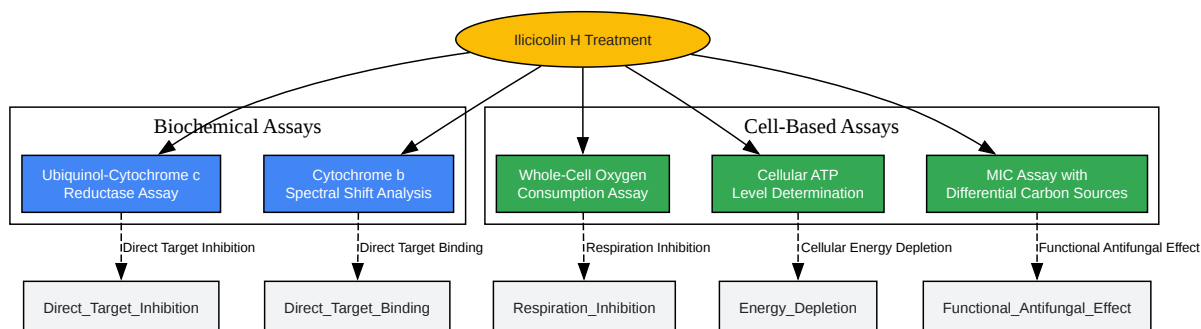 Ilicicolin H Treatment
Biochemical Assays
Cell-Based Assays
Ubiquinol-Cytochrome c
Reductase Assay
Cytochrome b
Spectral Shift Analysis
Whole-Cell Oxygen
Consumption Assay
Cellular ATP
Level Determination
MIC Assay with
Differential Carbon Sources
Direct Target Inhibition
Direct Target Binding
Respiration Inhibition
Cellular Energy Depletion
Functional Antifungal Effect
Direct_Target_Inhibition
Direct_Target_Binding
Respiration_Inhibition
Energy_Depletion
Functional_Antifungal_Effect